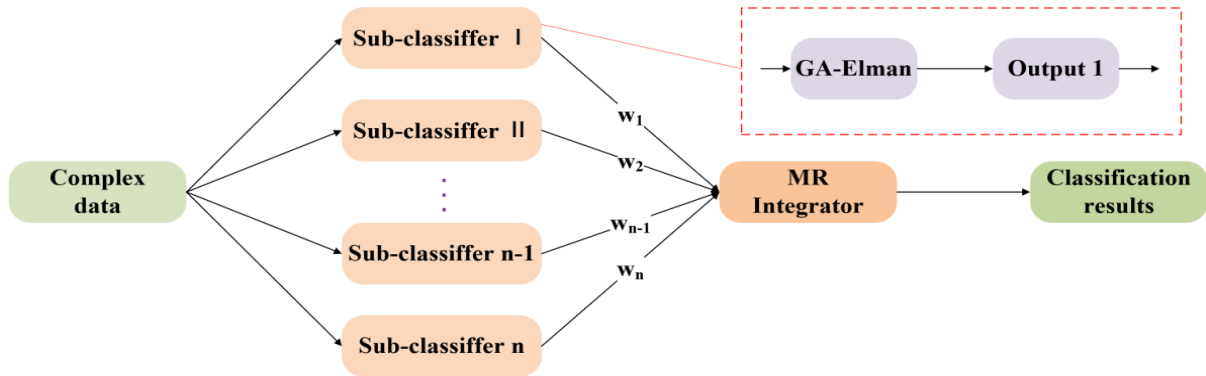 Sub-classiffer Ⅰ
GA-Elman
Output 1
w₁
Sub-classiffer Ⅱ
w₂
Complex
data
MR
Integrator
Classification
results
Sub-classiffer n-1
wₙ₋₁
wₙ
Sub-classiffer n